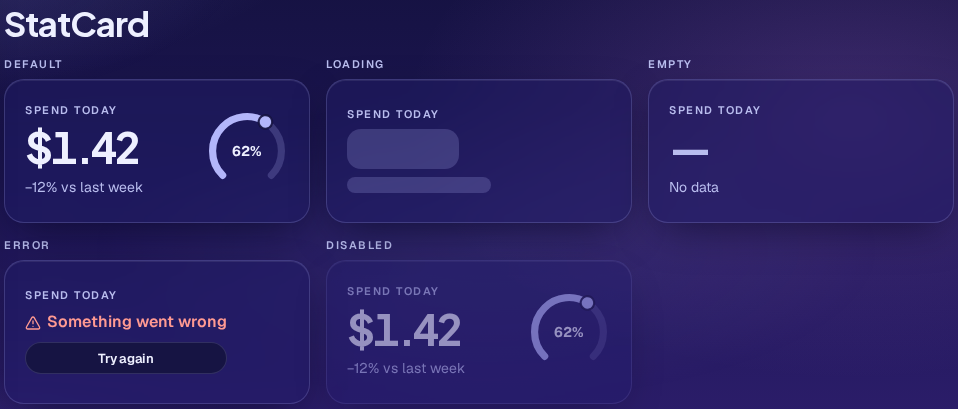 StatCard
DEFAULT
SPEND TODAY
$1.42
−12% vs last week
62%
LOADING
SPEND TODAY
EMPTY
SPEND TODAY
—
No data
ERROR
SPEND TODAY
Something went wrong
Try again
DISABLED
SPEND TODAY
$1.42
−12% vs last week
62%